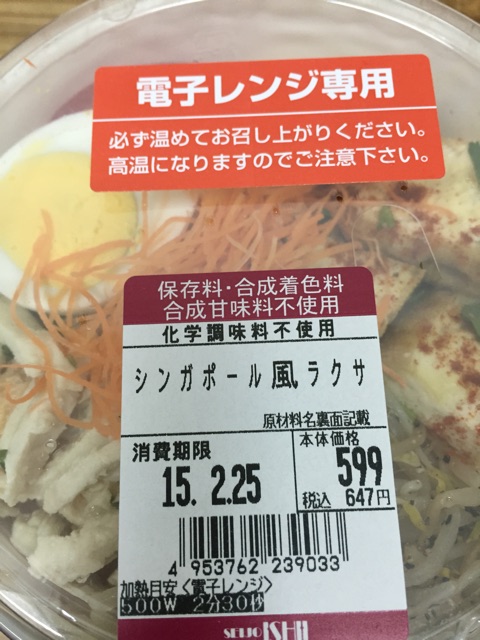 電子レンジ専用
必ず温めてお召し上がりください。
高温になりますのでご注意下さい。
保存料・合成着色料
合成甘味料不使用
化学調味料不使用
シンガポール風ラクサ
原材料名裏面記載
消費期限
15. 2.25
本体価格
599
税込 647円
4 953762 239033
加熱目安<電子レンジ>
500W 2分30秒
SEIJO ISHII